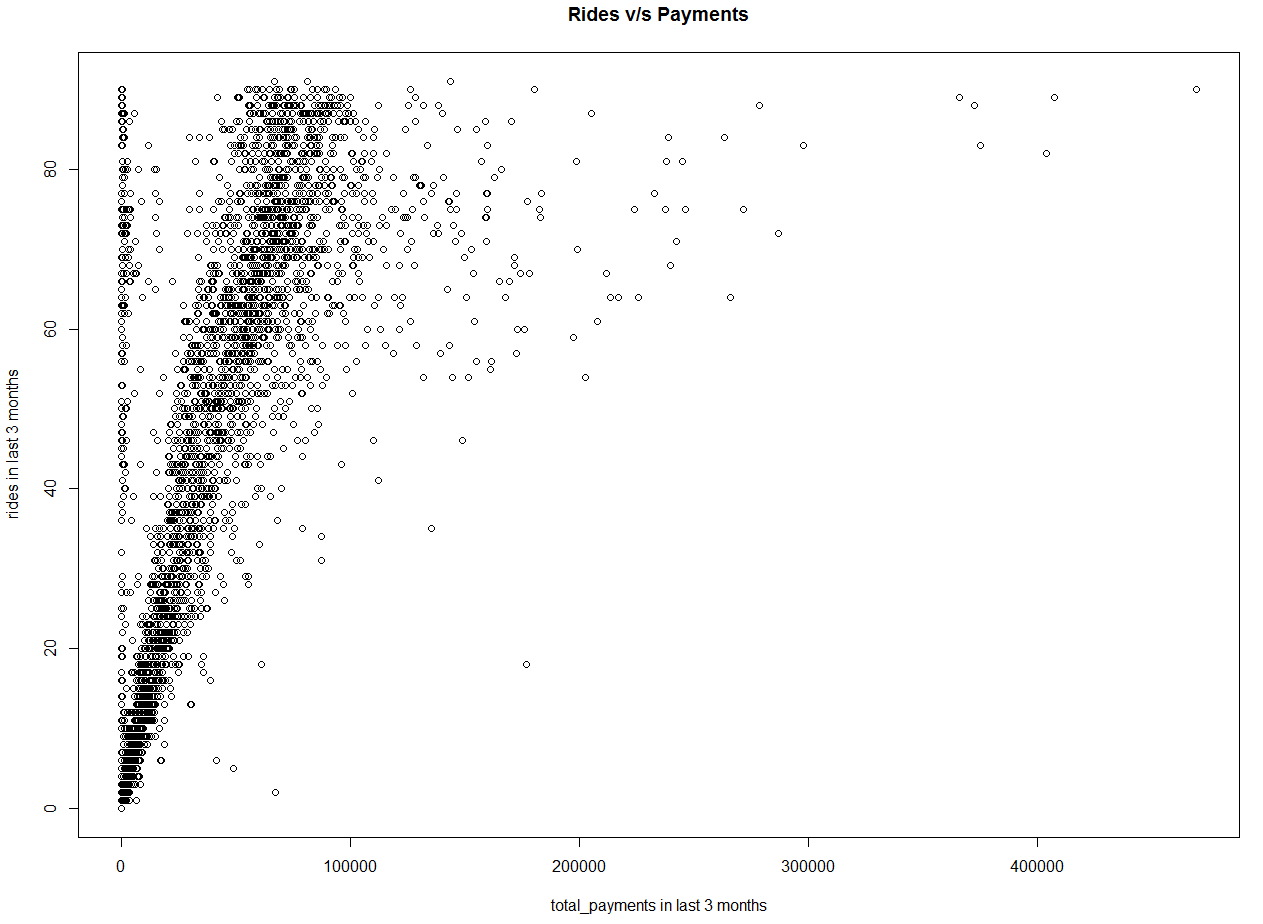 Rides v/s Payments
rides in last 3 months
80
60
40
20
0
0 100000 200000 300000 400000
total_payments in last 3 months